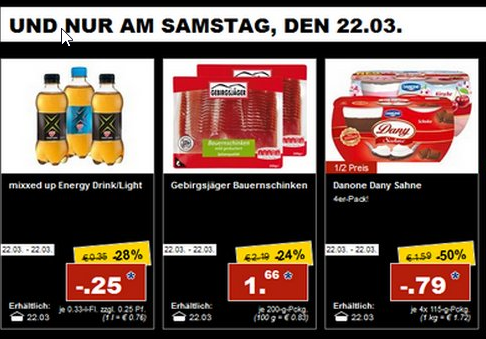 UND NUR AM SAMSTAG, DEN 22.03.
GEBIRGSJÄGER
Bauernschinken
DANONE
Kirsche
Schoko
Dany
Sahne
1/2 Preis
mixxed up Energy Drink/Light
22.03. - 22.03.
€ 0.35 -28%
-.25*
Erhältlich:
22.03
je 0.33-l-Fl. zzgl. 0.25 Pf.
(1 l = € 0.76)
Gebirgsjäger Bauernschinken
22.03. - 22.03.
€ 2.19 -24%
1.66*
Erhältlich:
22.03
je 200-g-Pckg.
(100 g = € 0.83)
Danone Dany Sahne
4er-Pack!
22.03. - 22.03.
€ 1.59 -50%
-.79*
Erhältlich:
22.03
je 4x 115-g-Pckg.
(1 kg = € 1.72)